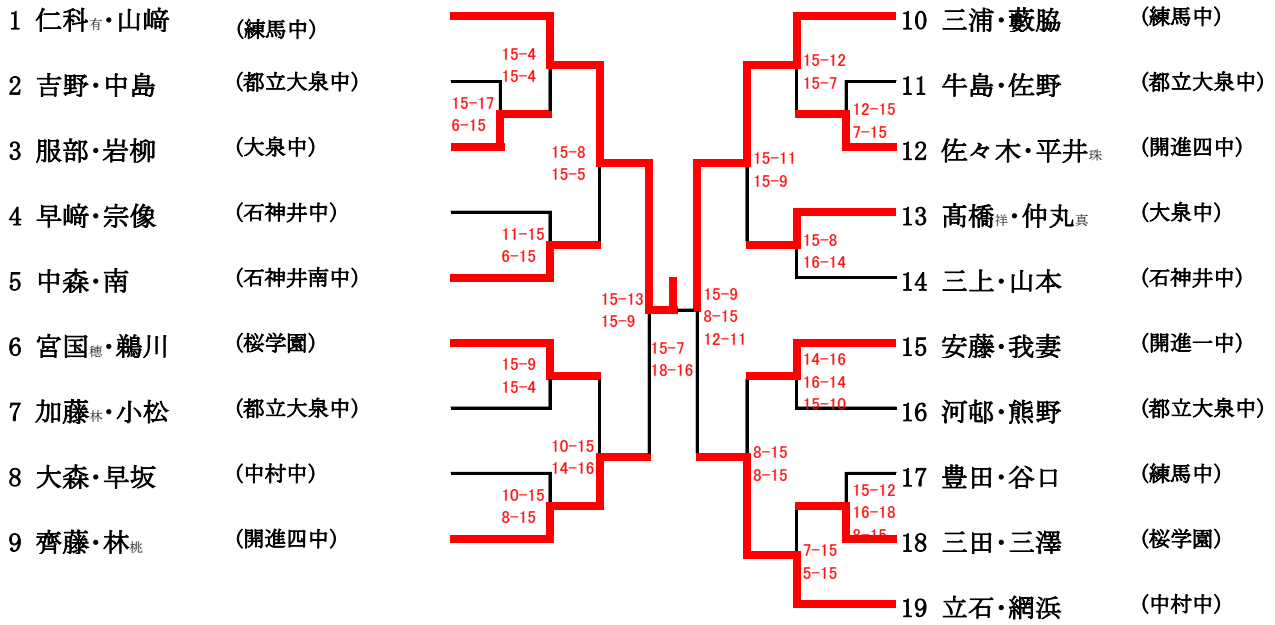 1 仁科有・山﨑 (練馬中)
2 吉野・中島 (都立大泉中)
3 服部・岩柳 (大泉中)
4 早﨑・宗像 (石神井中)
5 中森・南 (石神井南中)
6 宮国穂・鵜川 (桜学園)
7 加藤林・小松 (都立大泉中)
8 大森・早坂 (中村中)
9 齊藤・林桃 (開進四中)
15-4
15-4
15-17
6-15
15-8
15-5
11-15
6-15
15-13
15-9
15-9
15-4
10-15
14-16
10-15
8-15
15-7
18-16
15-9
8-15
12-11
15-12
15-7
12-15
7-15
15-11
15-9
15-8
16-14
14-16
16-14
15-10
8-15
8-15
15-12
16-18
8-15
7-15
5-15
10 三浦・藪脇 (練馬中)
11 牛島・佐野 (都立大泉中)
12 佐々木・平井珠 (開進四中)
13 髙橋祥・仲丸真 (大泉中)
14 三上・山本 (石神井中)
15 安藤・我妻 (開進一中)
16 河邸・熊野 (都立大泉中)
17 豊田・谷口 (練馬中)
18 三田・三澤 (桜学園)
19 立石・網浜 (中村中)